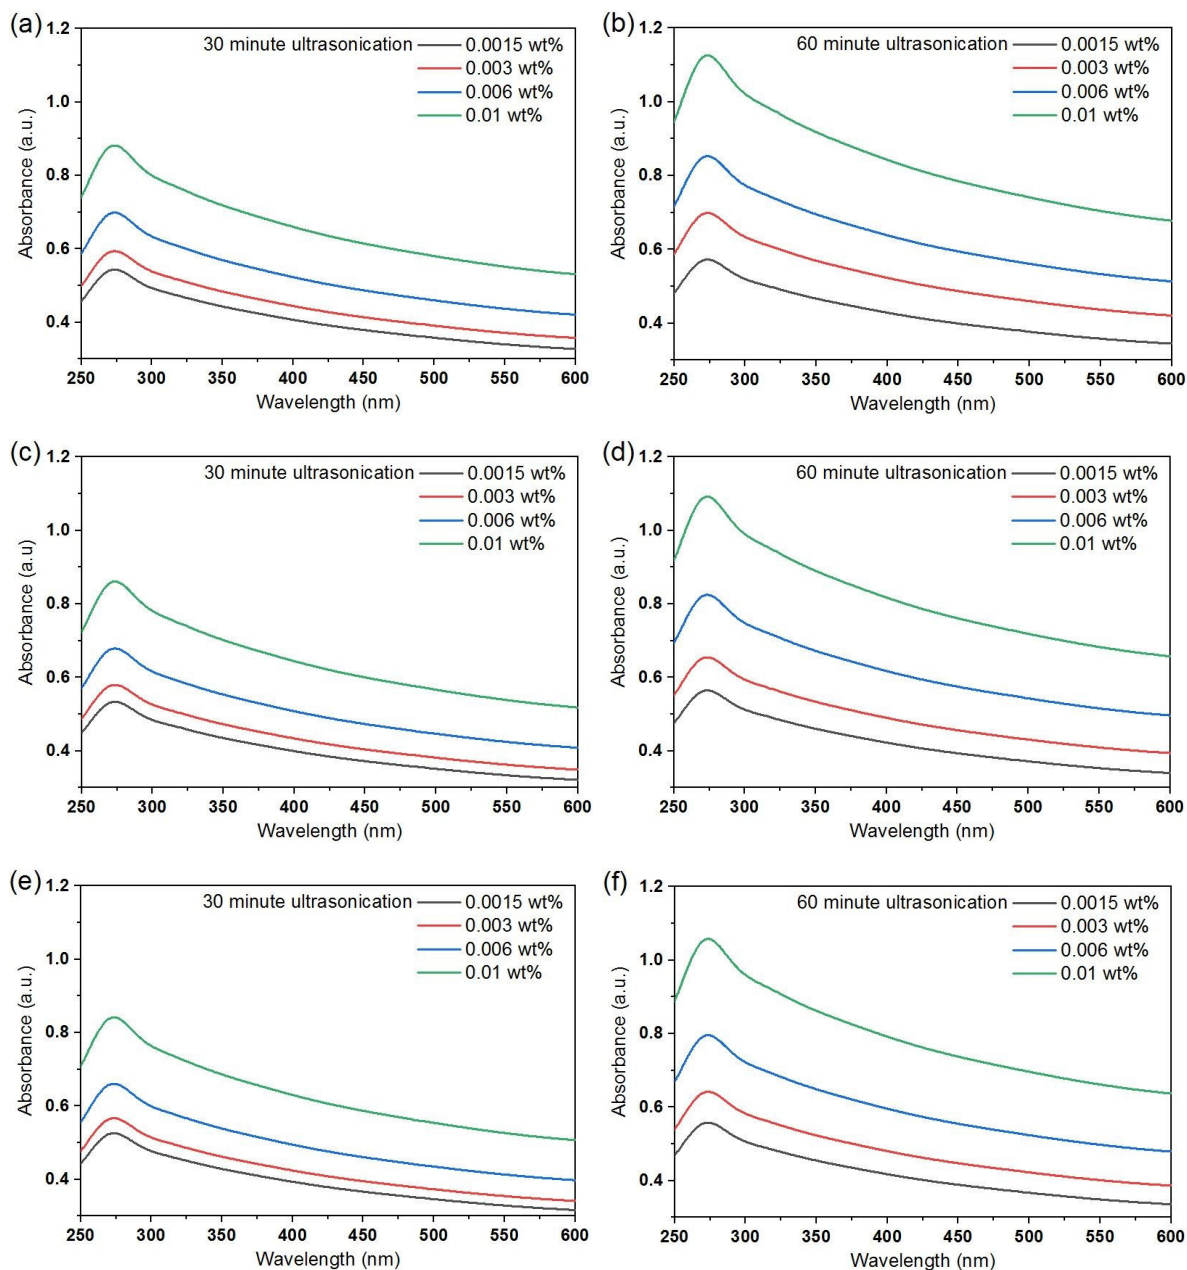 (a)
30 minute ultrasonication
0.0015 wt%
0.003 wt%
0.006 wt%
0.01 wt%
Absorbance (a.u.)
1.2
1.0
0.8
0.6
0.4
250 300 350 400 450 500 550 600
Wavelength (nm)
(b)
60 minute ultrasonication
0.0015 wt%
0.003 wt%
0.006 wt%
0.01 wt%
Absorbance (a.u.)
1.2
1.0
0.8
0.6
0.4
250 300 350 400 450 500 550 600
Wavelength (nm)
(c)
30 minute ultrasonication
0.0015 wt%
0.003 wt%
0.006 wt%
0.01 wt%
Absorbance (a.u)
1.2
1.0
0.8
0.6
0.4
250 300 350 400 450 500 550 600
Wavelength (nm)
(d)
60 minute ultrasonication
0.0015 wt%
0.003 wt%
0.006 wt%
0.01 wt%
Absorbance (a.u.)
1.2
1.0
0.8
0.6
0.4
250 300 350 400 450 500 550 600
Wavelength (nm)
(e)
30 minute ultrasonication
0.0015 wt%
0.003 wt%
0.006 wt%
0.01 wt%
Absorbance (a.u.)
1.2
1.0
0.8
0.6
0.4
250 300 350 400 450 500 550 600
Wavelength (nm)
(f)
60 minute ultrasonication
0.0015 wt%
0.003 wt%
0.006 wt%
0.01 wt%
Absorbance (a.u.)
1.2
1.0
0.8
0.6
0.4
250 300 350 400 450 500 550 600
Wavelength (nm)